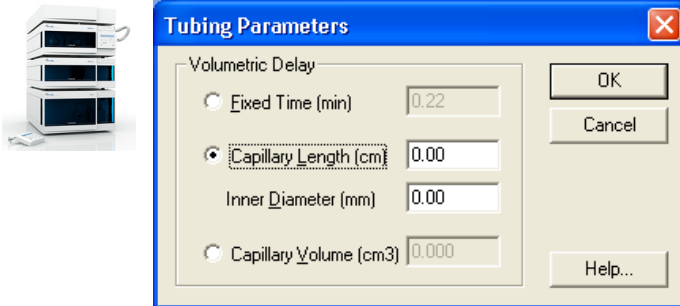 Tubing Parameters
Volumetric Delay
Fixed Time (min) 0.22
OK
Cancel
Capillary Length (cm) 0.00
Inner Diameter (mm) 0.00
Capillary Volume (cm3) 0.000
Help...